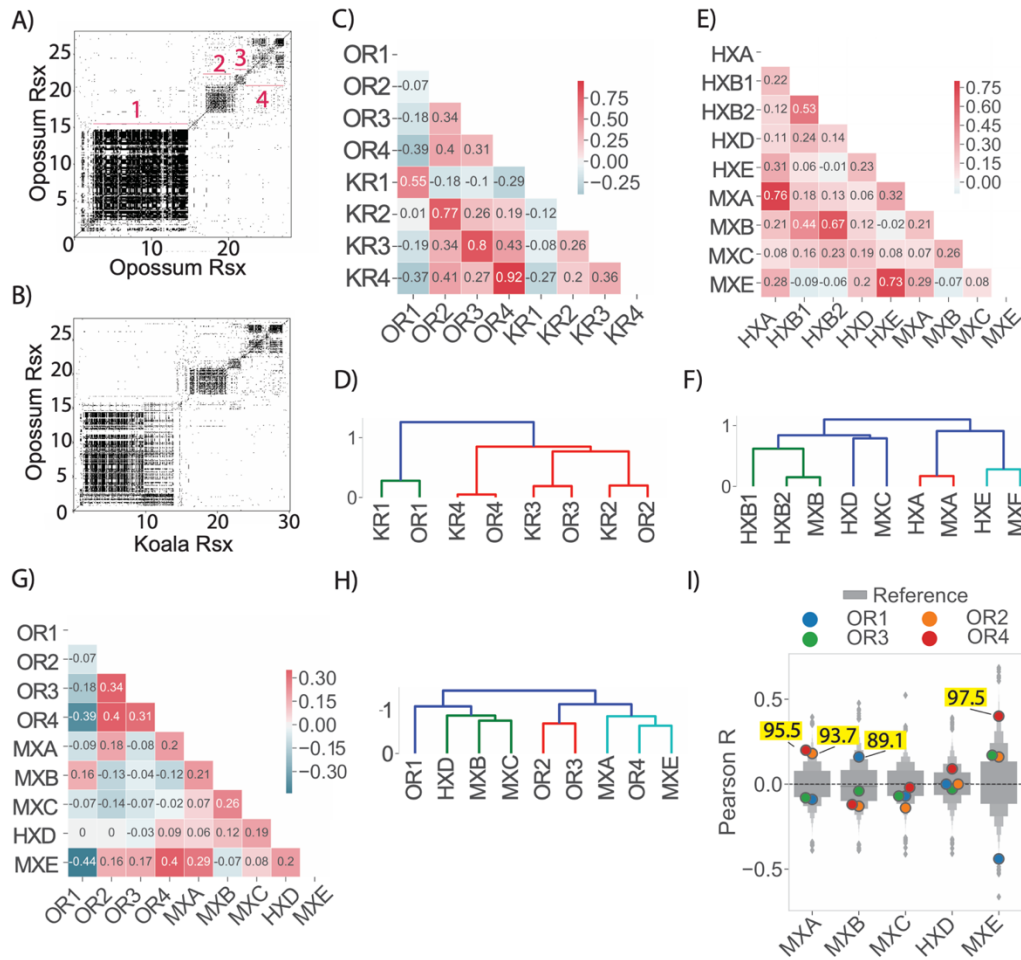 A)
25
20
15
10
5
0
Opossum Rsx
1
2
3
4
10
20
Opossum Rsx
B)
25
20
15
10
5
0
Opossum Rsx
10
20
30
Koala Rsx
C)
OR1
OR2 -0.07
OR3 -0.18 0.34
OR4 -0.39 0.4 0.31
KR1 0.55 -0.18 -0.1 -0.29
KR2 -0.01 0.77 0.26 0.19 -0.12
KR3 -0.19 0.34 0.8 0.43 -0.08 0.26
KR4 -0.37 0.41 0.27 0.92 -0.27 0.2 0.36
OR1 OR2 OR3 OR4 KR1 KR2 KR3 KR4
0.75
0.50
0.25
0.00
−0.25
D)
1
0
KR1 OR1 KR4 OR4 KR3 OR3 KR2 OR2
E)
HXA
HXB1 0.22
HXB2 0.12 0.53
HXD 0.11 0.24 0.14
HXE 0.31 0.06 -0.01 0.23
MXA 0.76 0.18 0.13 0.06 0.32
MXB 0.21 0.44 0.67 0.12 -0.02 0.21
MXC 0.08 0.16 0.23 0.19 0.08 0.07 0.26
MXE 0.28 -0.09 -0.06 0.2 0.73 0.29 -0.07 0.08
HXA HXB1 HXB2 HXD HXE MXA MXB MXC MXE
0.75
0.60
0.45
0.30
0.15
0.00
F)
1
0
HXB1 HXB2 MXB HXD MXC HXA MXA HXE MXE
G)
OR1
OR2 -0.07
OR3 -0.18 0.34
OR4 -0.39 0.4 0.31
MXA -0.09 0.18 -0.08 0.2
MXB 0.16 -0.13 -0.04 -0.12 0.21
MXC -0.07 -0.14 -0.07 -0.02 0.07 0.26
HXD 0 0 -0.03 0.09 0.06 0.12 0.19
MXE -0.44 0.16 0.17 0.4 0.29 -0.07 0.08 0.2
OR1 OR2 OR3 OR4 MXA MXB MXC HXD MXE
0.30
0.15
0.00
−0.15
−0.30
H)
1
0
OR1 HXD MXB MXC OR2 OR3 MXA OR4 MXE
I)
Reference
OR1 OR2
OR3 OR4
0.5
0.0
−0.5
Pearson R
95.5
93.7
89.1
97.5
MXA MXB MXC HXD MXE